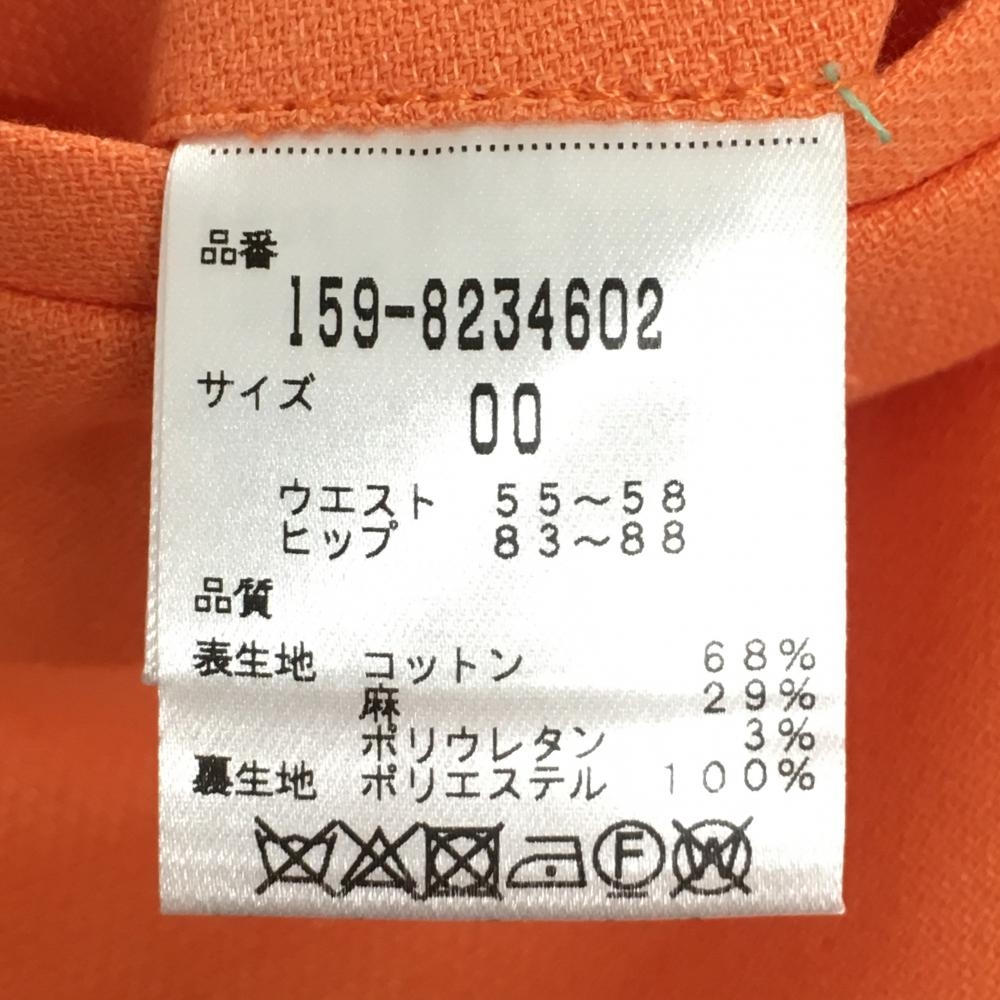 品番
159-8234602
サイズ
00
ウエスト 55～58
ヒップ 83～88
品質
表生地 コットン 68%
麻 29%
ポリウレタン 3%
裏生地 ポリエステル 100%
F W